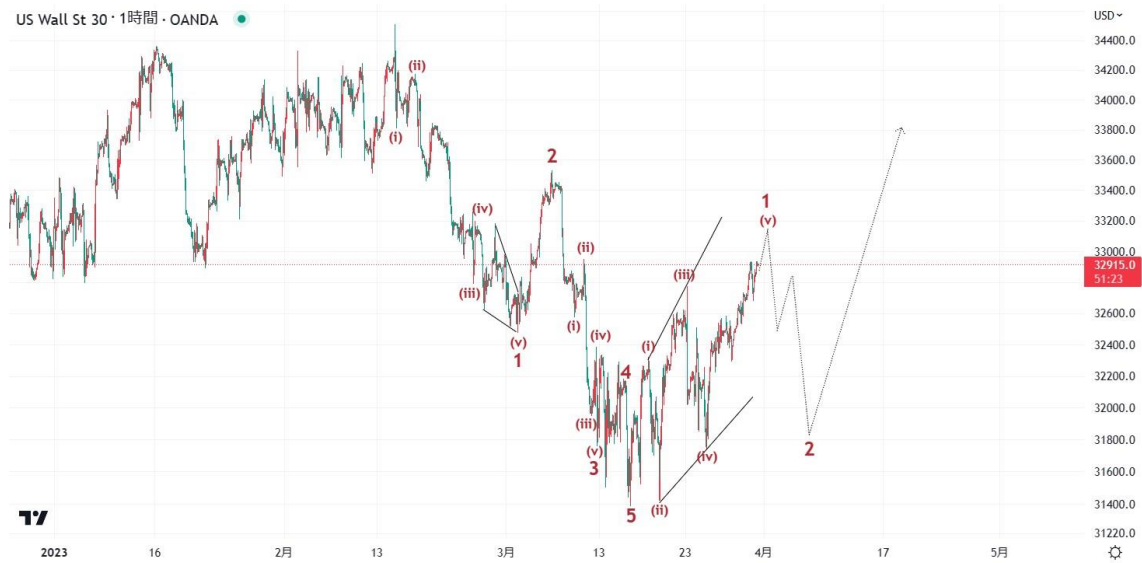 US Wall St 30 · 1時間 · OANDA
USD
34400.0
34200.0
34000.0
33800.0
33600.0
33400.0
33200.0
33000.0
32915.0
51:23
32600.0
32400.0
32200.0
32000.0
31800.0
31600.0
31400.0
31220.0
(ii)
(i)
2
(iv)
(iii)
(v)
1
(ii)
(i)
(iv)
(iii)
(v)
3
4
5
(i)
(ii)
(iii)
(iv)
1
(v)
2
2023
16
2月
13
3月
13
23
4月
17
5月